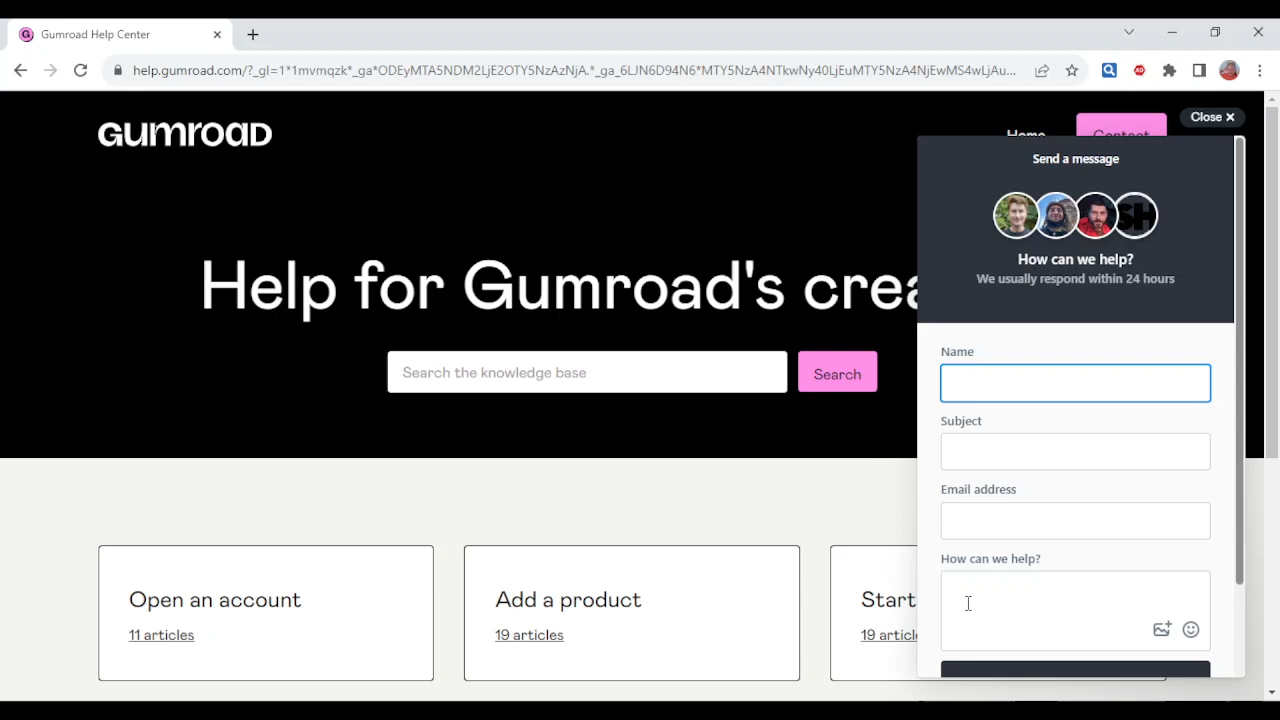 Gumroad Help Center
help.gumroad.com/?_gl=1*1mvmqzk*_ga*ODEyMTA5NDM2LjE2OTY5NzAzNjA.*_ga_6LJN6D94N6*MTY5NzA4NTkwNy40LjEuMTY5NzA4NjEwMS4wLjAu...
GUMROAD
Home
Contact
Close ×
Send a message
SH
How can we help?
We usually respond within 24 hours
Help for Gumroad's crea
Search the knowledge base
Search
Name
Subject
Email address
How can we help?
Open an account
11 articles
Add a product
19 articles
Start
19 articl